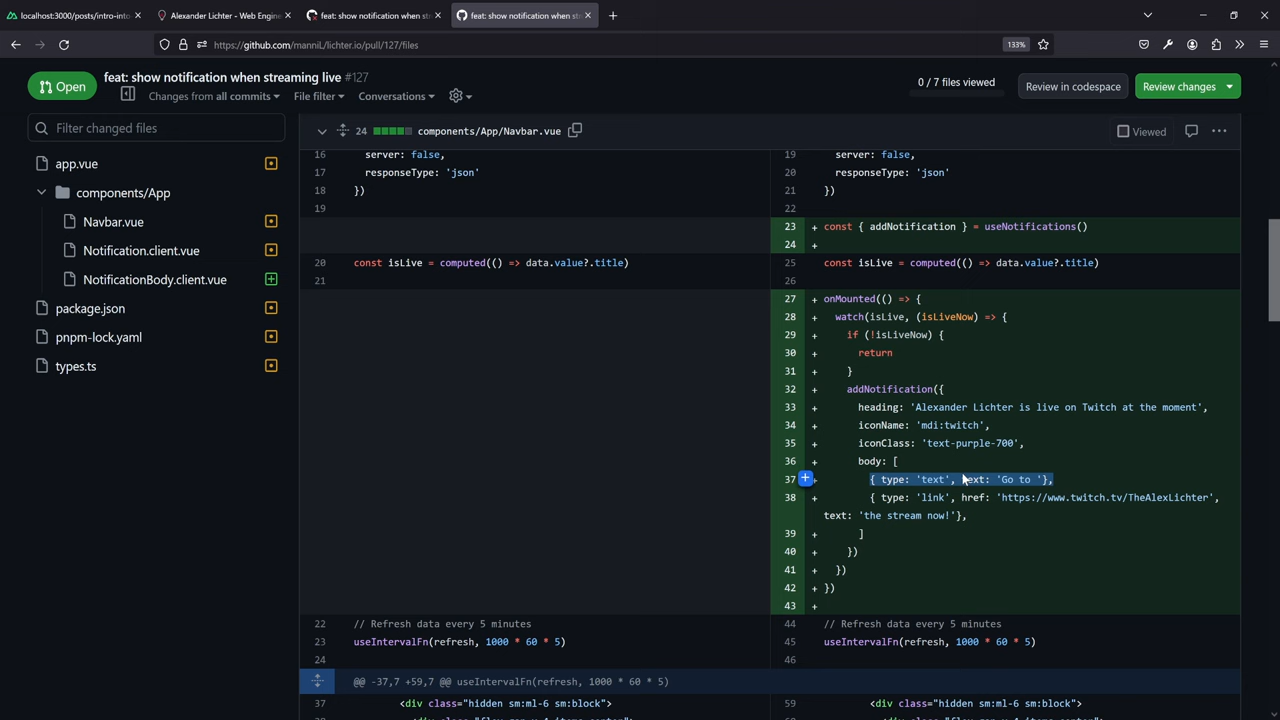 localhost:3000/posts/intro-into
Alexander Lichter - Web Engine
feat: show notification when str
feat: show notification when str
https://github.com/manniL/lichter.io/pull/127/files
133%
Open
feat: show notification when streaming live #127
Changes from all commits
File filter
Conversations
0 / 7 files viewed
Review in codespace
Review changes
Filter changed files
app.vue
components/App
Navbar.vue
Notification.client.vue
NotificationBody.client.vue
package.json
pnpm-lock.yaml
types.ts
24 components/App/Navbar.vue
Viewed
16 server: false,
17 responseType: 'json'
18 })
19
20 const isLive = computed(() => data.value?.title)
21
22 // Refresh data every 5 minutes
23 useIntervalFn(refresh, 1000 * 60 * 5)
24
19 server: false,
20 responseType: 'json'
21 })
22
23 + const { addNotification } = useNotifications()
24 +
25 const isLive = computed(() => data.value?.title)
26
27 + onMounted(() => {
28 + watch(isLive, (isLiveNow) => {
29 + if (!isLiveNow) {
30 + return
31 + }
32 + addNotification({
33 + heading: 'Alexander Lichter is live on Twitch at the moment',
34 + iconName: 'mdi:twitch',
35 + iconClass: 'text-purple-700',
36 + body: [
37 + { type: 'text', text: 'Go to '},
38 + { type: 'link', href: 'https://www.twitch.tv/TheAlexLichter',
text: 'the stream now!'},
39 + ]
40 + })
41 + })
42 + })
43 +
44 // Refresh data every 5 minutes
45 useIntervalFn(refresh, 1000 * 60 * 5)
46
@@ -37,7 +59,7 @@ useIntervalFn(refresh, 1000 * 60 * 5)
37 <div class="hidden sm:ml-6 sm:block">
59 <div class="hidden sm:ml-6 sm:block">